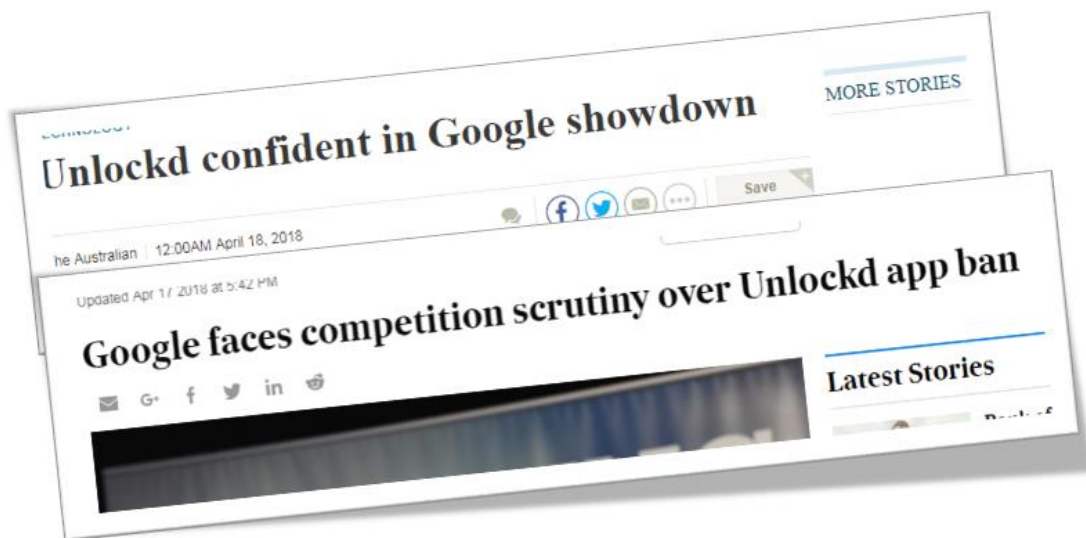 MORE STORIES
Unlockd confident in Google showdown
Save
he Australian | 12:00AM April 18, 2018
Updated Apr 17 2018 at 5:42 PM
Google faces competition scrutiny over Unlockd app ban
G+ f in
Latest Stories